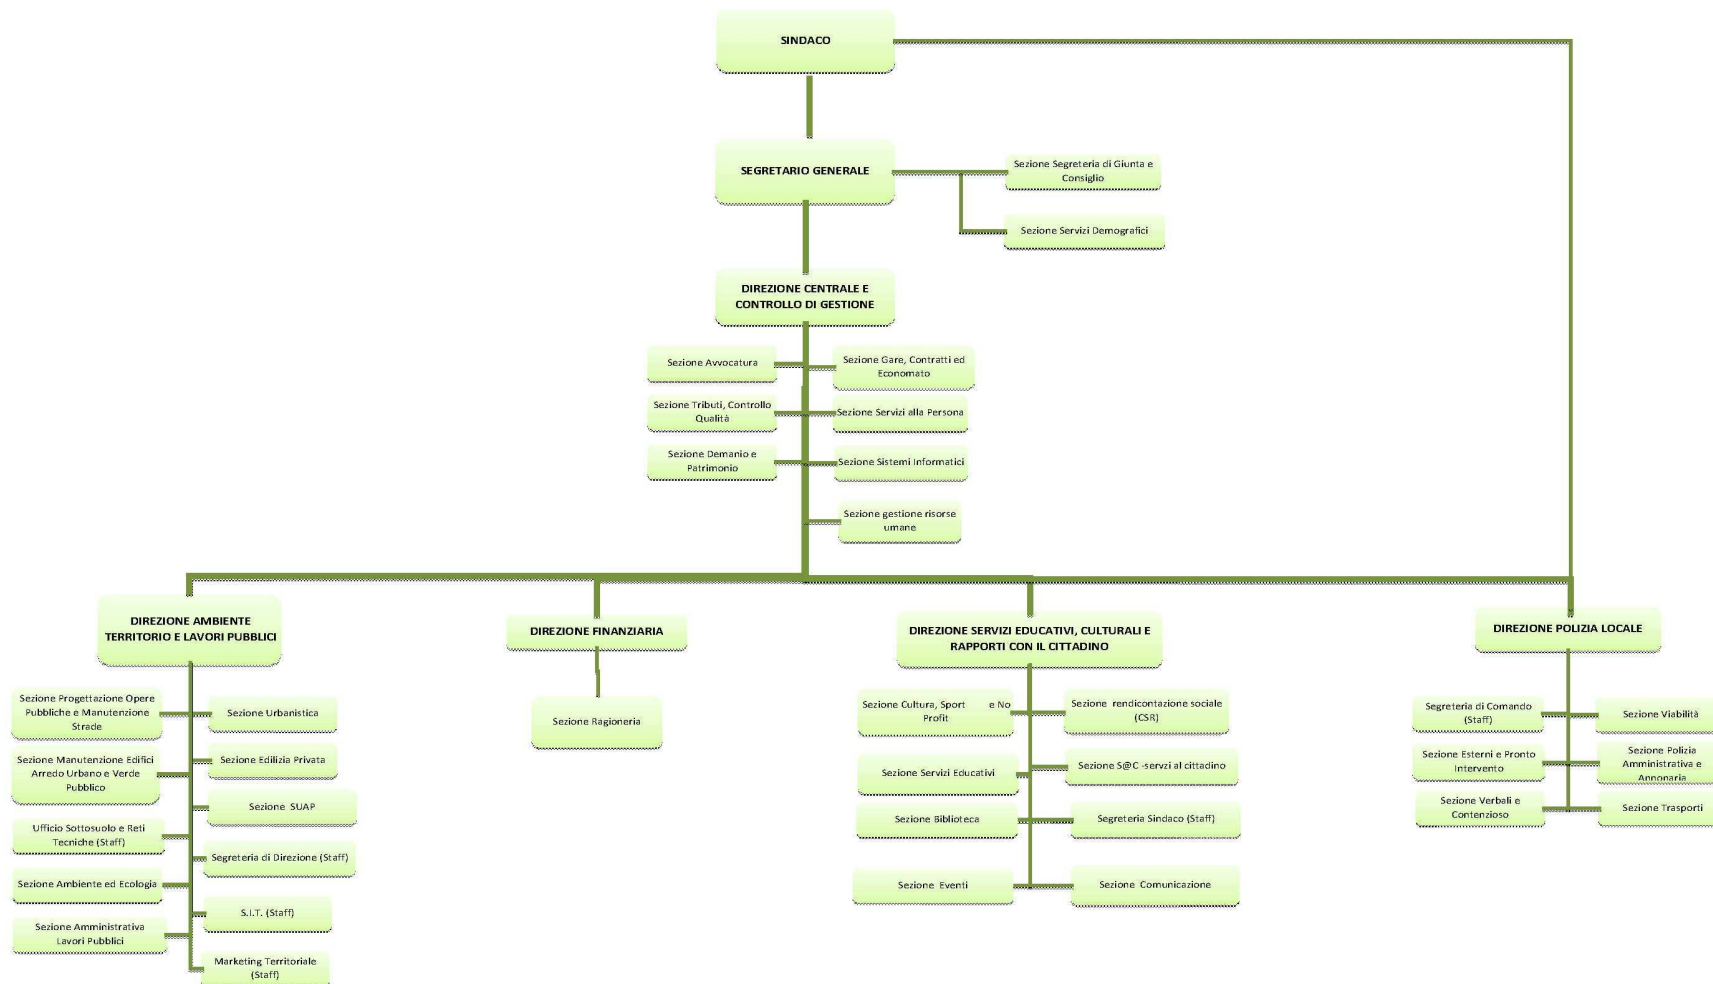 SINDACO
SEGRETARIO GENERALE
Sezione Segreteria di Giunta e
Consiglio
Sezione Servizi Demografici
DIREZIONE CENTRALE E
CONTROLLO DI GESTIONE
Sezione Avvocatura
Sezione Gare, Contratti ed
Economato
Sezione Tributi, Controllo
Qualità
Sezione Servizi alla Persona
Sezione Demanio e
Patrimonio
Sezione Sistemi Informatici
Sezione gestione risorse
umane
DIREZIONE AMBIENTE
TERRITORIO E LAVORI PUBBLICI
Sezione Progettazione Opere
Pubbliche e Manutenzione
Strade
Sezione Urbanistica
Sezione Manutenzione Edifici
Arredo Urbano e Verde
Pubblico
Sezione Edilizia Privata
Sezione SUAP
Ufficio Sottosuolo e Reti
Tecniche (Staff)
Segreteria di Direzione (Staff)
Sezione Ambiente ed Ecologia
S.I.T. (Staff)
Sezione Amministrativa
Lavori Pubblici
Marketing Territoriale
(Staff)
DIREZIONE FINANZIARIA
Sezione Ragioneria
DIREZIONE SERVIZI EDUCATIVI, CULTURALI E
RAPPORTI CON IL CITTADINO
Sezione Cultura, Sport e No
Profit
Sezione rendicontazione sociale
(CSR)
Sezione Servizi Educativi
Sezione S@C -servzi al cittadino
Sezione Biblioteca
Segreteria Sindaco (Staff)
Sezione Eventi
Sezione Comunicazione
DIREZIONE POLIZIA LOCALE
Segreteria di Comando
(Staff)
Sezione Viabilità
Sezione Esterni e Pronto
Intervento
Sezione Polizia
Amministrativa e
Annonaria
Sezione Verbali e
Contenzioso
Sezione Trasporti